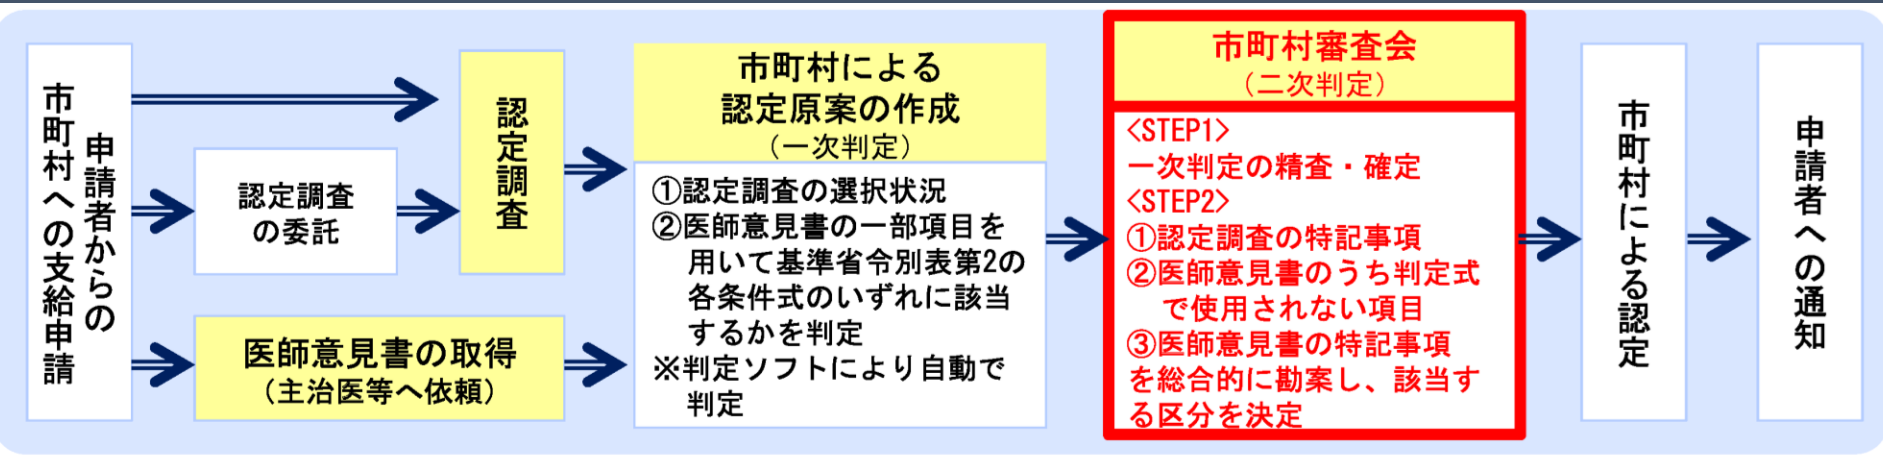 申請者からの
市町村への支給申請
認定調査
の委託
医師意見書の取得
（主治医等へ依頼）
認定調査
市町村による
認定原案の作成
（一次判定）
①認定調査の選択状況
②医師意見書の一部項目を
用いて基準省令別表第2の
各条件式のいずれに該当
するかを判定
※判定ソフトにより自動で
判定
市町村審査会
（二次判定）
<STEP1>
一次判定の精査・確定
<STEP2>
①認定調査の特記事項
②医師意見書のうち判定式
で使用されない項目
③医師意見書の特記事項
を総合的に勘案し、該当す
る区分を決定
市町村による認定
申請者への通知